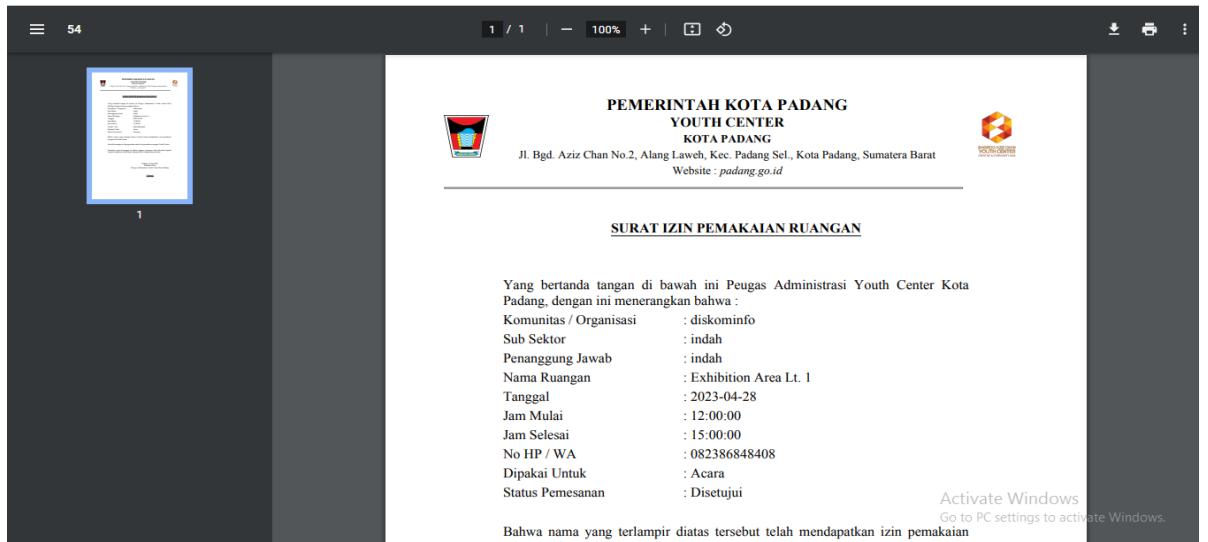 54
1 / 1
100%
1
PEMERINTAH KOTA PADANG
YOUTH CENTER
KOTA PADANG
Jl. Bgd. Aziz Chan No.2, Alang Laweh, Kec. Padang Sel., Kota Padang, Sumatera Barat
Website : padang.go.id
YOUTH CENTER
SURAT IZIN PEMAKAIAN RUANGAN
Yang bertanda tangan di bawah ini Peugas Administrasi Youth Center Kota
Padang, dengan ini menerangkan bahwa :
Komunitas / Organisasi : diskominfo
Sub Sektor : indah
Penanggung Jawab : indah
Nama Ruangan : Exhibition Area Lt. 1
Tanggal : 2023-04-28
Jam Mulai : 12:00:00
Jam Selesai : 15:00:00
No HP / WA : 082386848408
Dipakai Untuk : Acara
Status Pemesanan : Disetujui
Bahwa nama yang terlampir diatas tersebut telah mendapatkan izin pemakaian
Activate Windows
Go to PC settings to activate Windows.